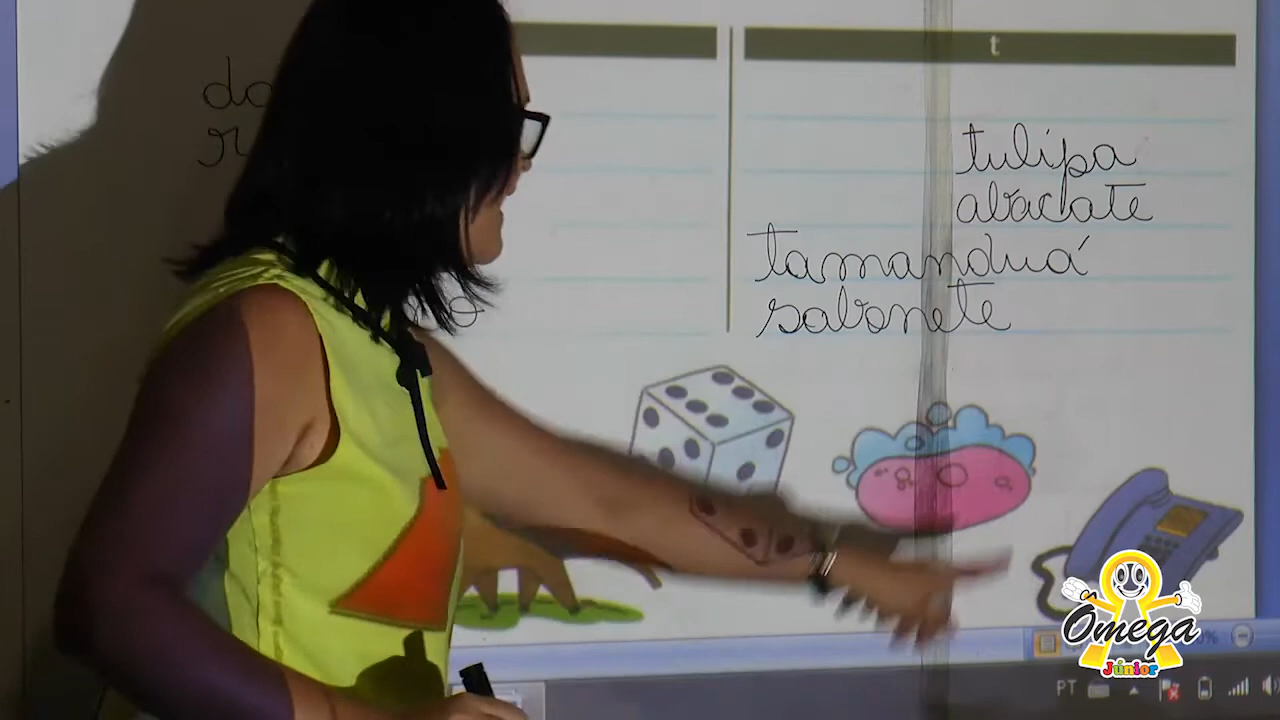 t
tulipa
abacate
tamanduá
sabonete
Ômega
Júnior
PT